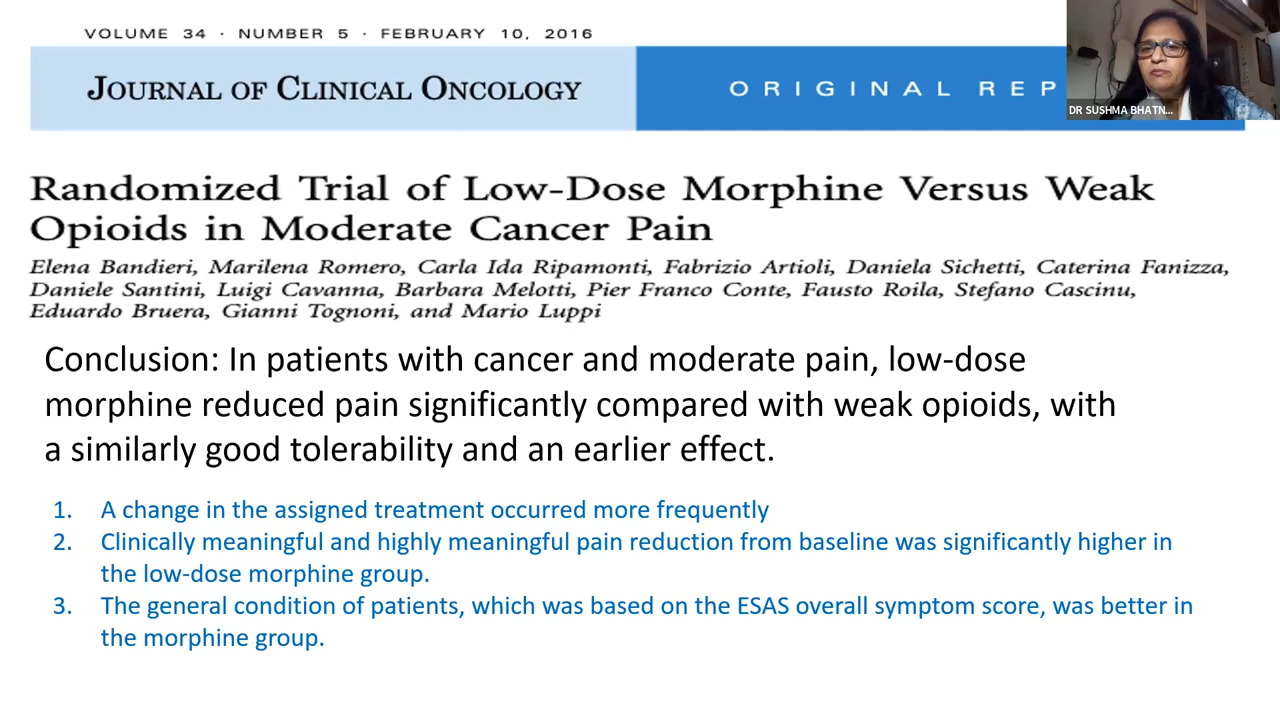 VOLUME 34 · NUMBER 5 · FEBRUARY 10, 2016
JOURNAL OF CLINICAL ONCOLOGY
ORIGINAL REP
DR SUSHMA BHATN...
Randomized Trial of Low-Dose Morphine Versus Weak
Opioids in Moderate Cancer Pain
Elena Bandieri, Marilena Romero, Carla Ida Ripamonti, Fabrizio Artioli, Daniela Sichetti, Caterina Fanizza,
Daniele Santini, Luigi Cavanna, Barbara Melotti, Pier Franco Conte, Fausto Roila, Stefano Cascinu,
Eduardo Bruera, Gianni Tognoni, and Mario Luppi
Conclusion: In patients with cancer and moderate pain, low-dose
morphine reduced pain significantly compared with weak opioids, with
a similarly good tolerability and an earlier effect.
1. A change in the assigned treatment occurred more frequently
2. Clinically meaningful and highly meaningful pain reduction from baseline was significantly higher in
the low-dose morphine group.
3. The general condition of patients, which was based on the ESAS overall symptom score, was better in
the morphine group.